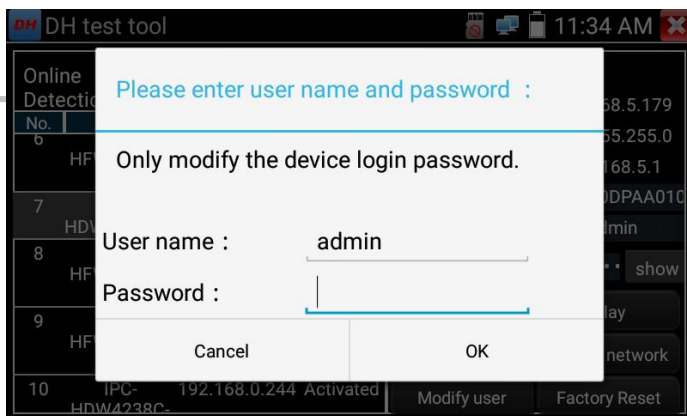 DH DH test tool 11:34 AM
Online
Detectio
No.
Please enter user name and password :
Only modify the device login password.
User name : admin
Password :
Cancel OK
68.5.179
55.255.0
168.5.1
DPAA010
dmin
show
lay
network
6
HF
7
HDW
8
HF
9
HF
10 IPC- 192.168.0.244 Activated
HDW4238C-
Modify user Factory Reset